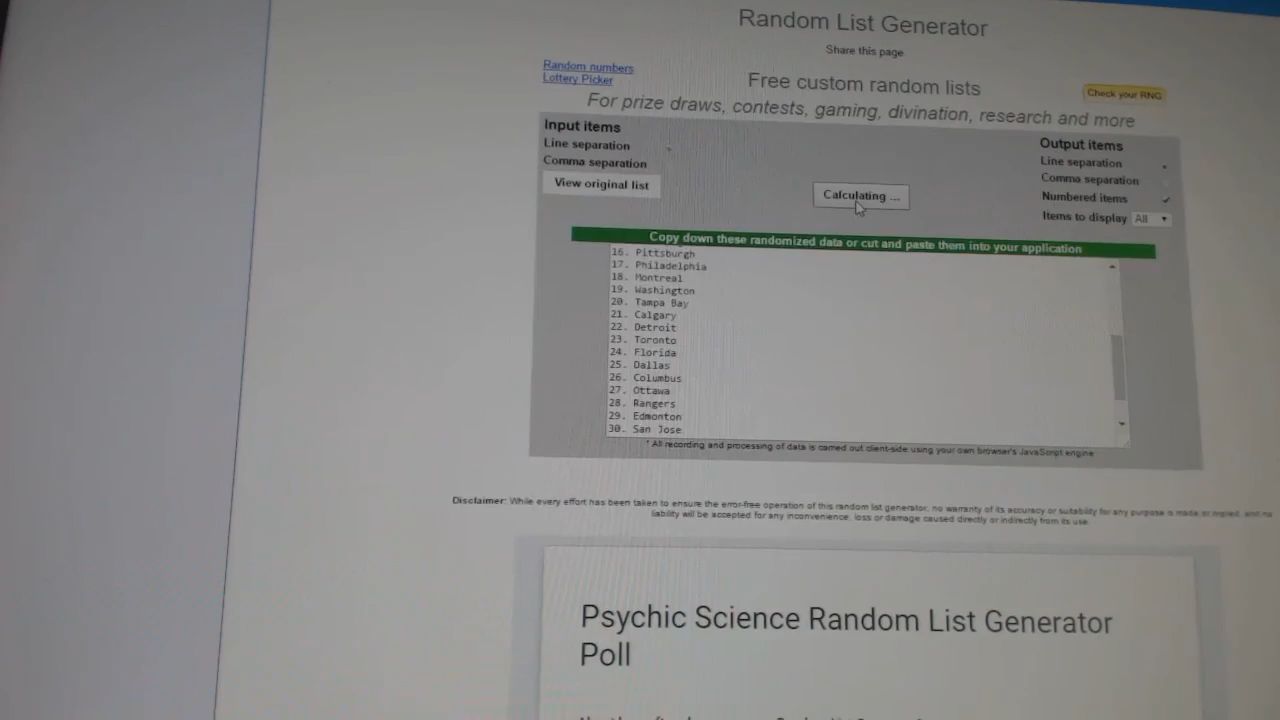 Random List Generator
Share this page
Random numbers
Lottery Picker
Free custom random lists
Check your RNG
For prize draws, contests, gaming, divination, research and more
Input items
Line separation
Comma separation
View original list
Calculating ...
Output items
Line separation
Comma separation
Numbered items
Items to display All
Copy down these randomized data or cut and paste them into your application
16. Pittsburgh
17. Philadelphia
18. Montreal
19. Washington
20. Tampa Bay
21. Calgary
22. Detroit
23. Toronto
24. Florida
25. Dallas
26. Columbus
27. Ottawa
28. Rangers
29. Edmonton
30. San Jose
* All recording and processing of data is carried out client-side using your own browser's JavaScript engine
Disclaimer: While every effort has been taken to ensure the error-free operation of this random list generator, no warranty of its accuracy or suitability for any purpose is made or implied, and no
liability will be accepted for any inconvenience, loss or damage caused directly or indirectly from its use.
Psychic Science Random List Generator
Poll